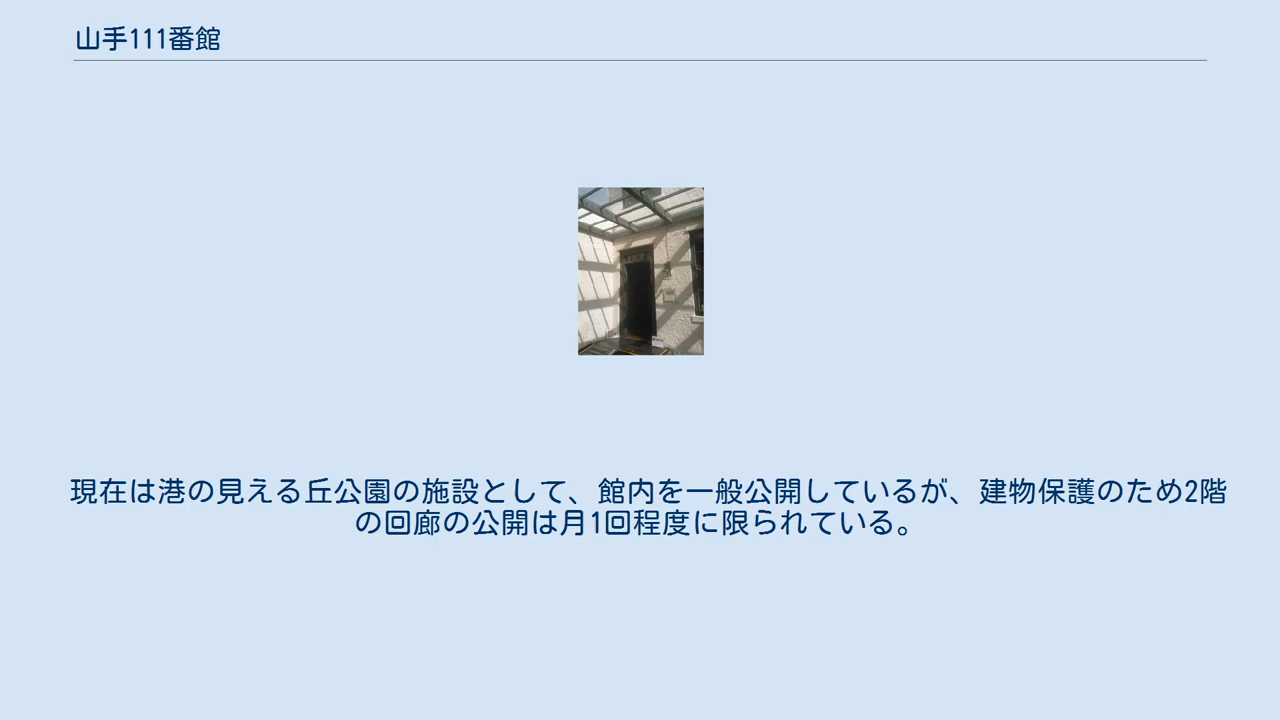 山手111番館
現在は港の見える丘公園の施設として、館内を一般公開しているが、建物保護のため2階
の回廊の公開は月1回程度に限られている。